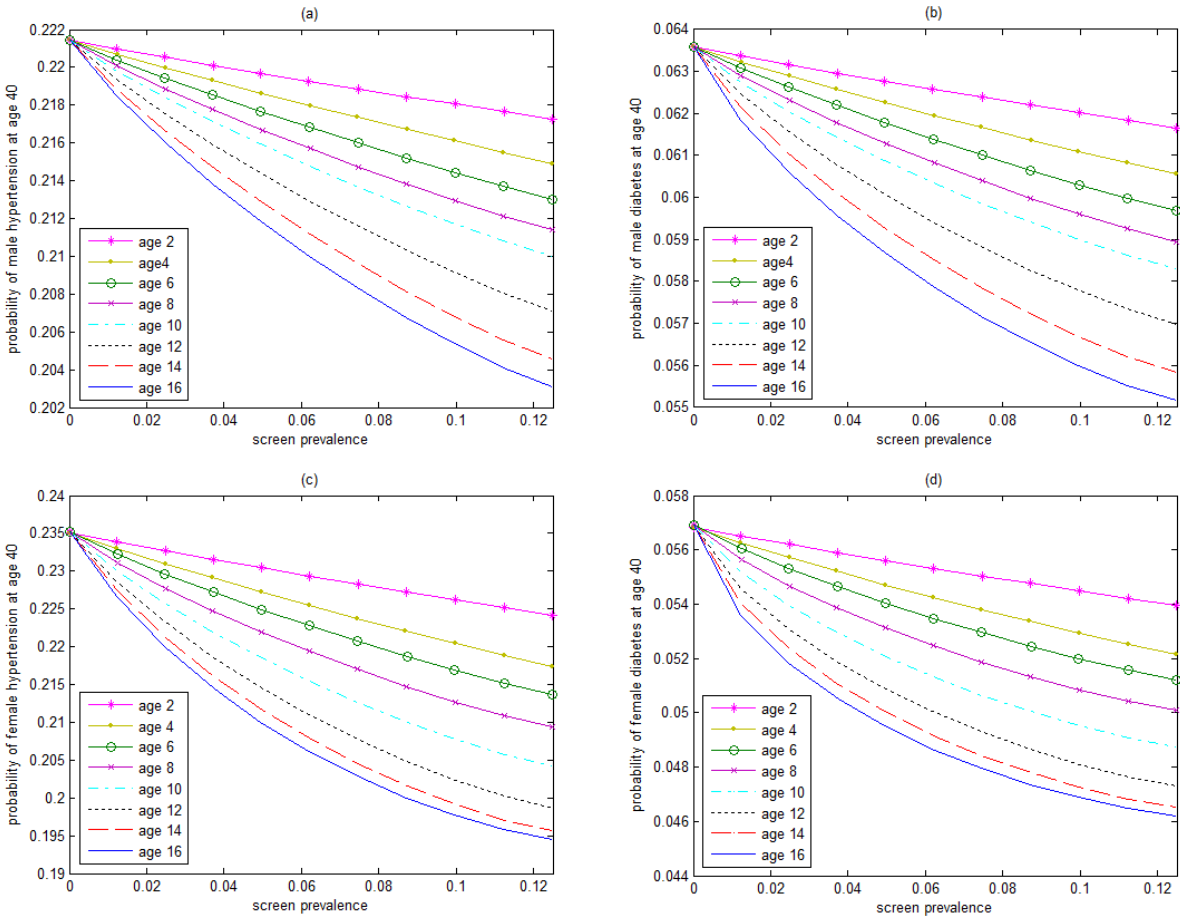 (a)
probability of male hypertension at age 40
0.222
0.22
0.218
0.216
0.214
0.212
0.21
0.208
0.206
0.204
0.202
age 2
age4
age 6
age 8
age 10
age 12
age 14
age 16
0 0.02 0.04 0.06 0.08 0.1 0.12
screen prevalence
(b)
probability of male diabetes at age 40
0.064
0.063
0.062
0.061
0.06
0.059
0.058
0.057
0.056
0.055
age 2
age4
age 6
age 8
age 10
age 12
age 14
age 16
0 0.02 0.04 0.06 0.08 0.1 0.12
screen prevalence
(c)
probability of female hypertension at age 40
0.24
0.235
0.23
0.225
0.22
0.215
0.21
0.205
0.2
0.195
0.19
age 2
age 4
age 6
age 8
age 10
age 12
age 14
age 16
0 0.02 0.04 0.06 0.08 0.1 0.12
screen prevalence
(d)
probability of female diabetes at age 40
0.058
0.056
0.054
0.052
0.05
0.048
0.046
0.044
age 2
age 4
age 6
age 8
age 10
age 12
age 14
age 16
0 0.02 0.04 0.06 0.08 0.1 0.12
screen prevalence